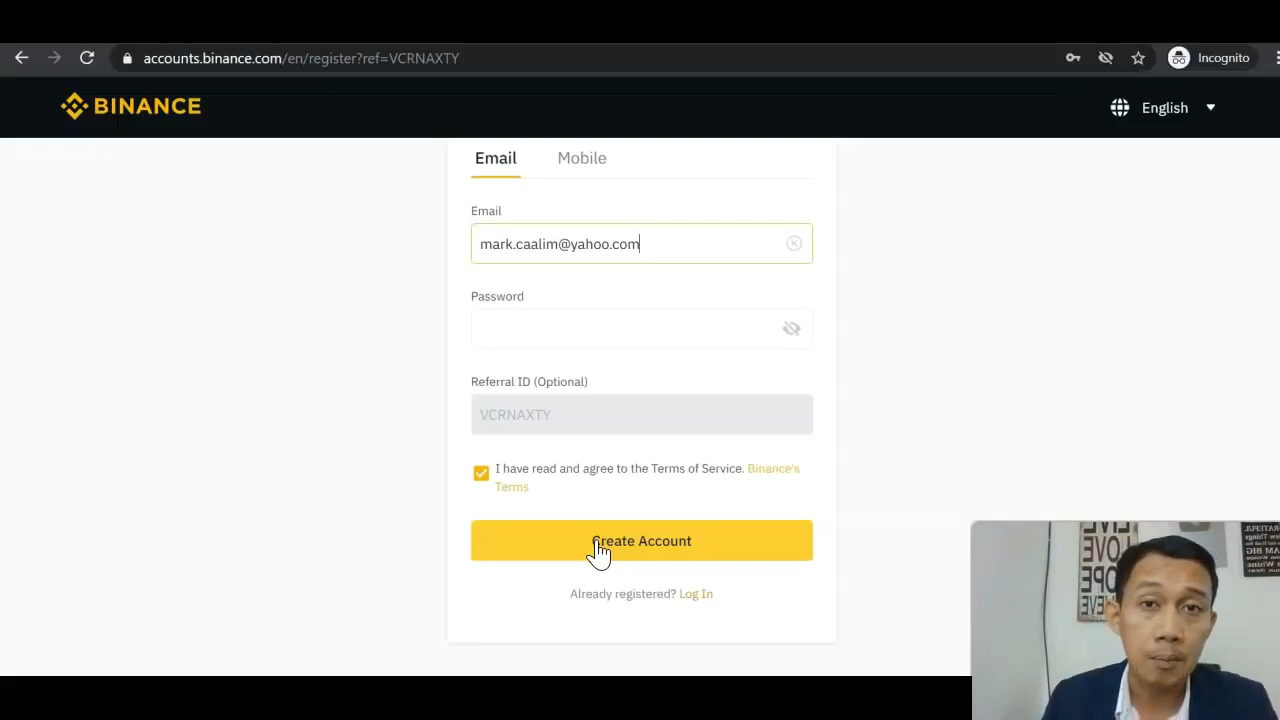 accounts.binance.com/en/register?ref=VCRNAXTY
Incognito
BINANCE
English
Email
Mobile
Email
mark.caalim@yahoo.com
Password
Referral ID (Optional)
VCRNAXTY
I have read and agree to the Terms of Service. Binance's
Terms
Create Account
Already registered? Log In
LIVE
LOVE